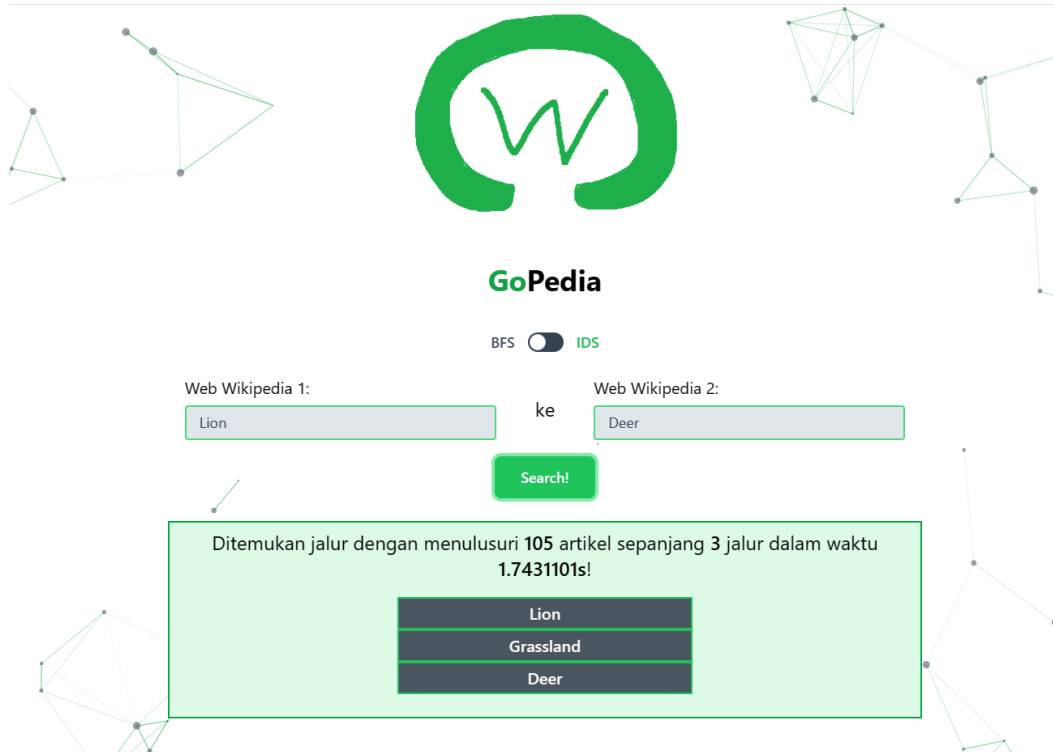 W
GoPedia
BFS IDS
Web Wikipedia 1:
Lion
ke
Web Wikipedia 2:
Deer
Search!
Ditemukan jalur dengan menulusuri 105 artikel sepanjang 3 jalur dalam waktu
1.7431101s!
Lion
Grassland
Deer